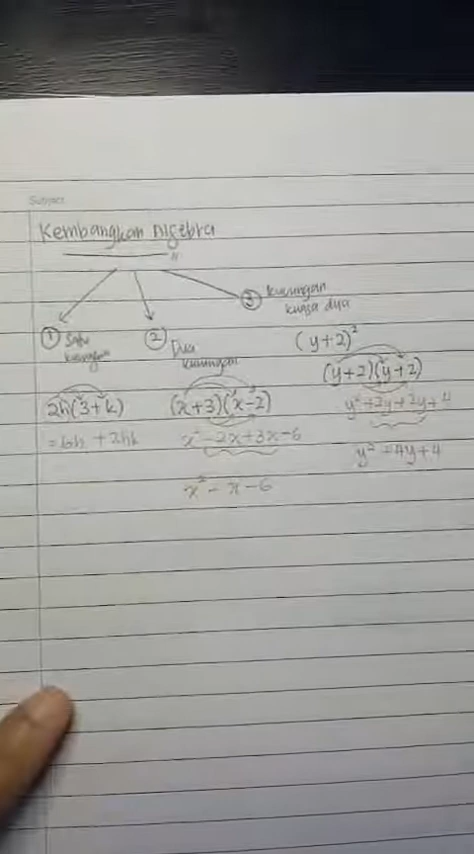 Subject
Kembangkan Algebra
① Satu
kurungan
2h(3+k)
= 6h + 2hk
② Dua
kurungan
(x+3)(x-2)
x² - 2x + 3x - 6
x² - x - 6
③ kurungan
kuasa dua
(y+2)²
(y+2)(y+2)
y² + 2y + 2y + 4
y² + 4y + 4